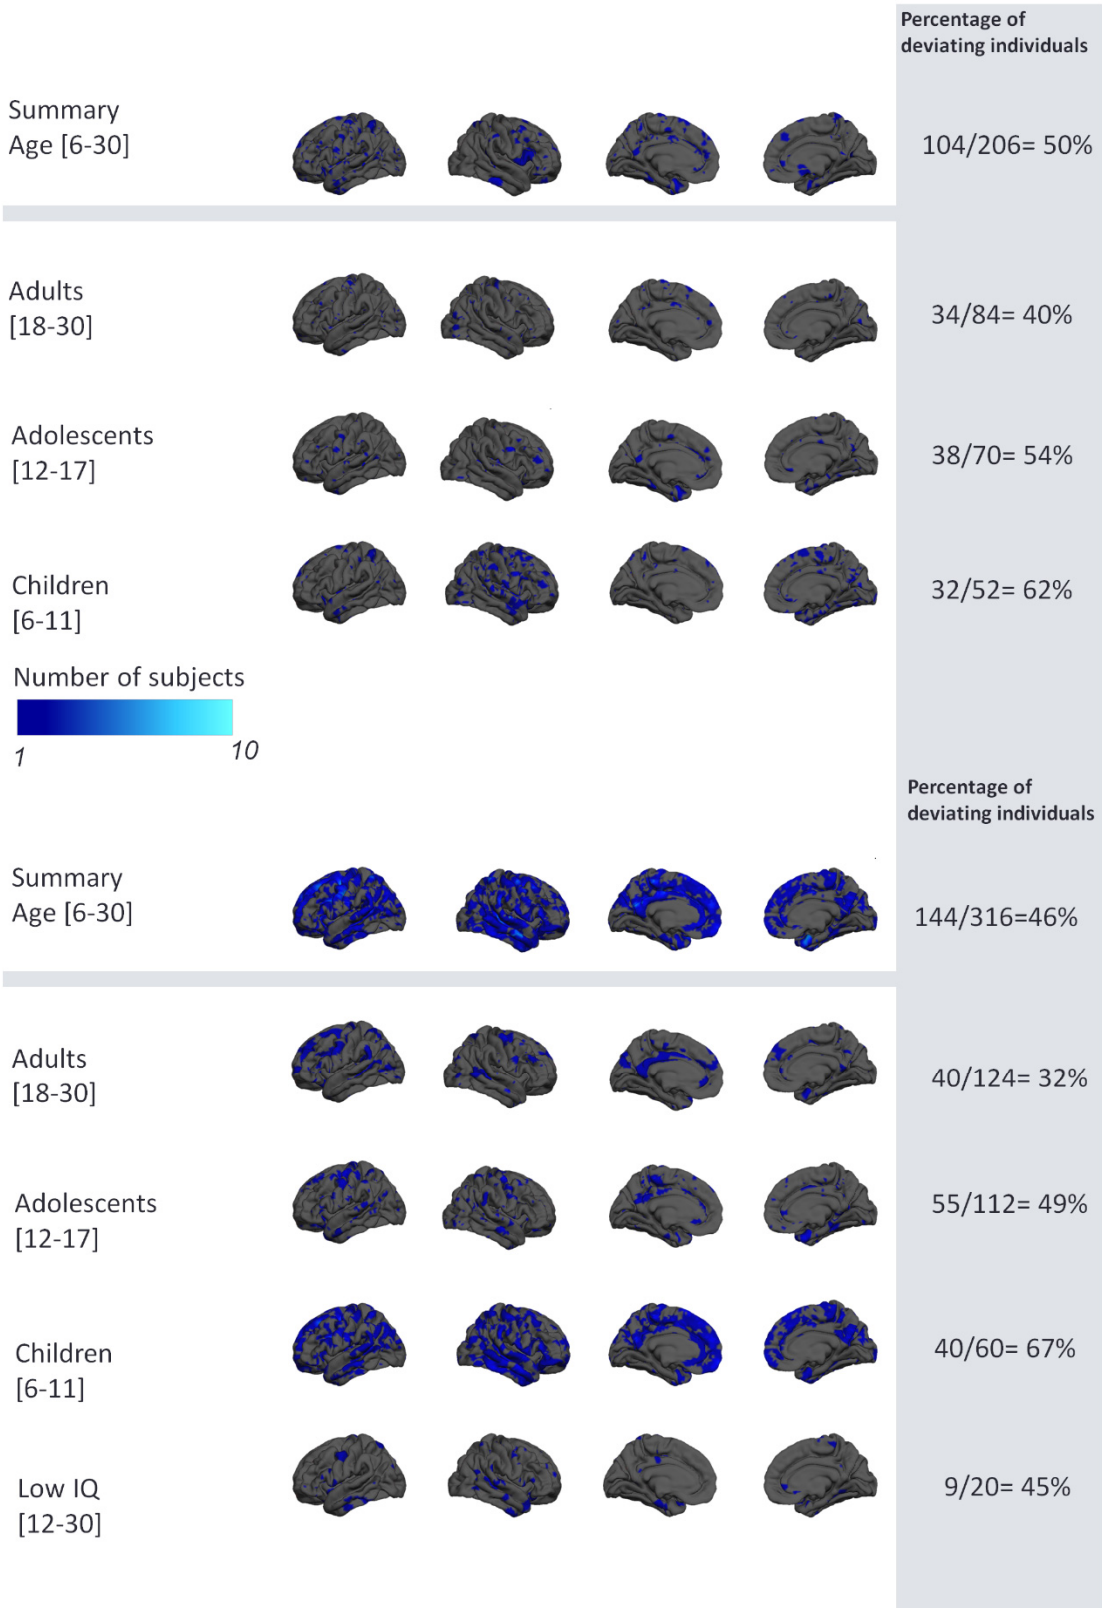 Percentage of
deviating individuals
Summary
Age [6-30]
104/206= 50%
Adults
[18-30]
34/84= 40%
Adolescents
[12-17]
38/70= 54%
Children
[6-11]
32/52= 62%
Number of subjects
1
10
Percentage of
deviating individuals
Summary
Age [6-30]
144/316=46%
Adults
[18-30]
40/124= 32%
Adolescents
[12-17]
55/112= 49%
Children
[6-11]
40/60= 67%
Low IQ
[12-30]
9/20= 45%